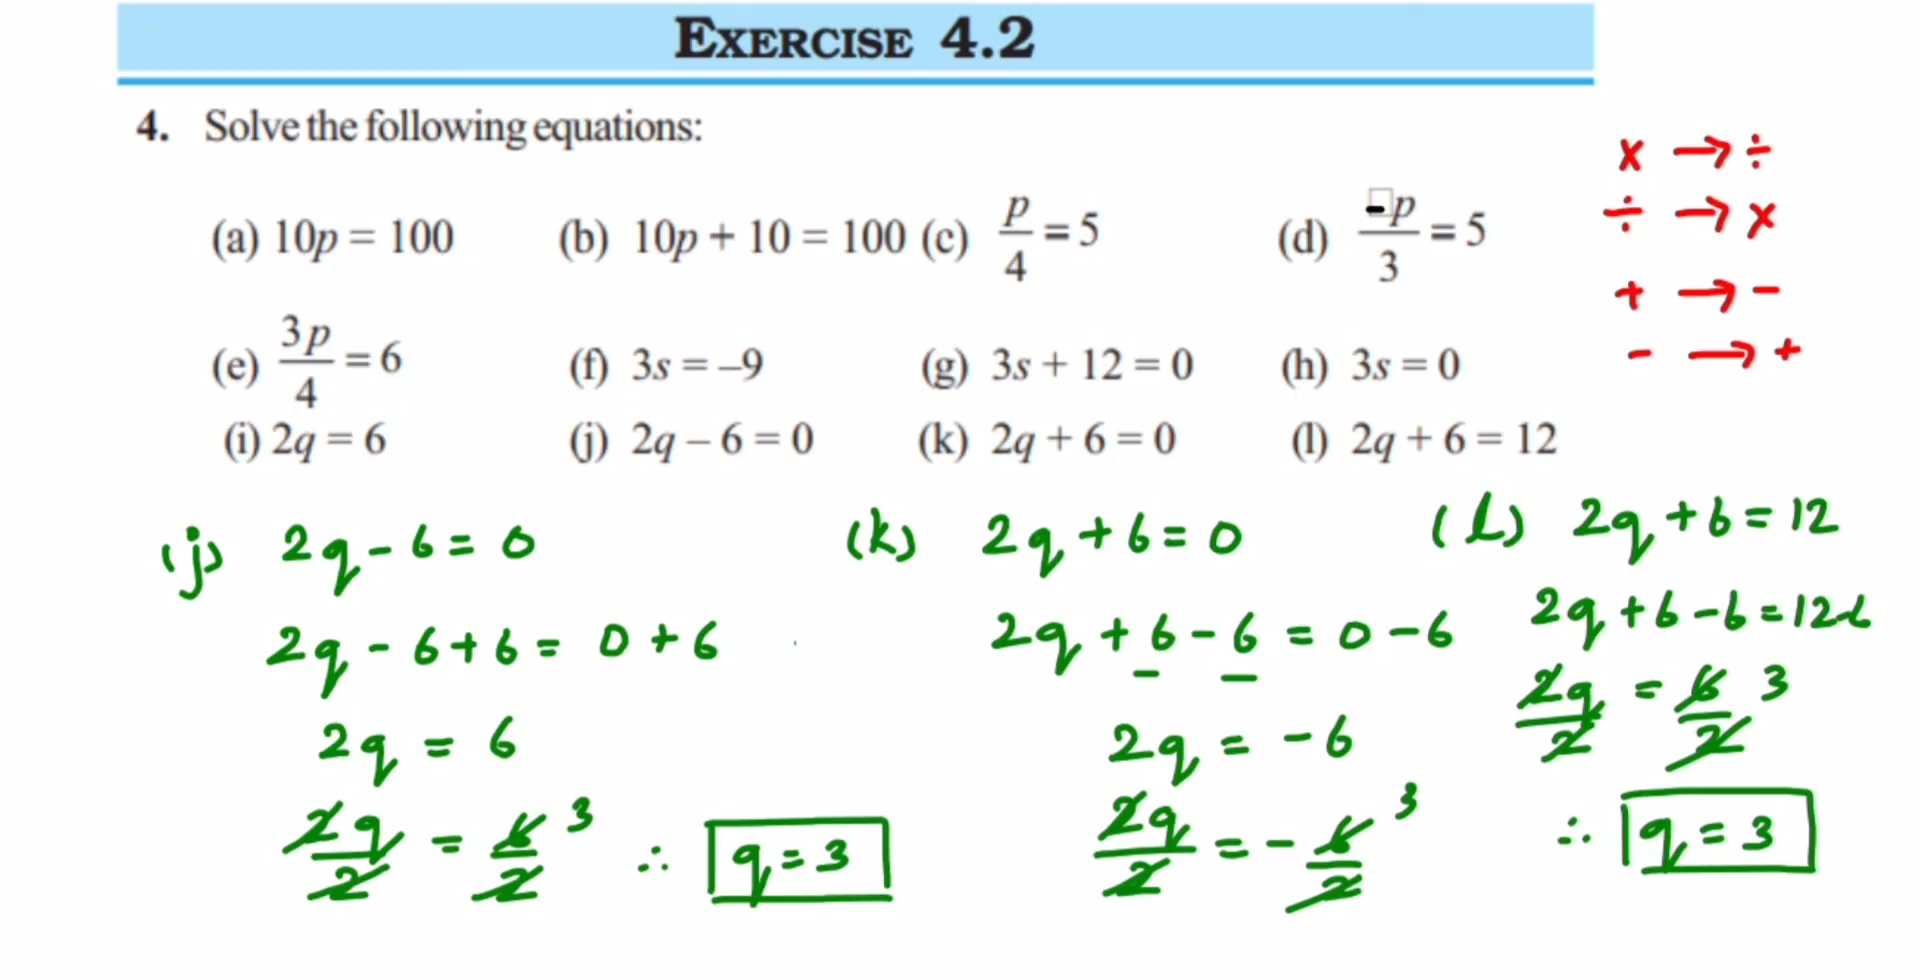 EXERCISE 4.2
4. Solve the following equations:
(a) 10p = 100 (b) 10p + 10 = 100 (c) p/4 = 5 (d) -p/3 = 5
(e) 3p/4 = 6 (f) 3s = –9 (g) 3s + 12 = 0 (h) 3s = 0
(i) 2q = 6 (j) 2q – 6 = 0 (k) 2q + 6 = 0 (l) 2q + 6 = 12
x → ÷
÷ → x
+ → -
- → +
(j) 2q - 6 = 0
2q - 6 + 6 = 0 + 6
2q = 6
2q/2 = 6/2 3 ∴ q = 3
(k) 2q + 6 = 0
2q + 6 - 6 = 0 - 6
2q = -6
2q/2 = -6/2 3
(l) 2q + 6 = 12
2q + 6 - 6 = 12-6
2q/2 = 6/2 3
∴ q = 3